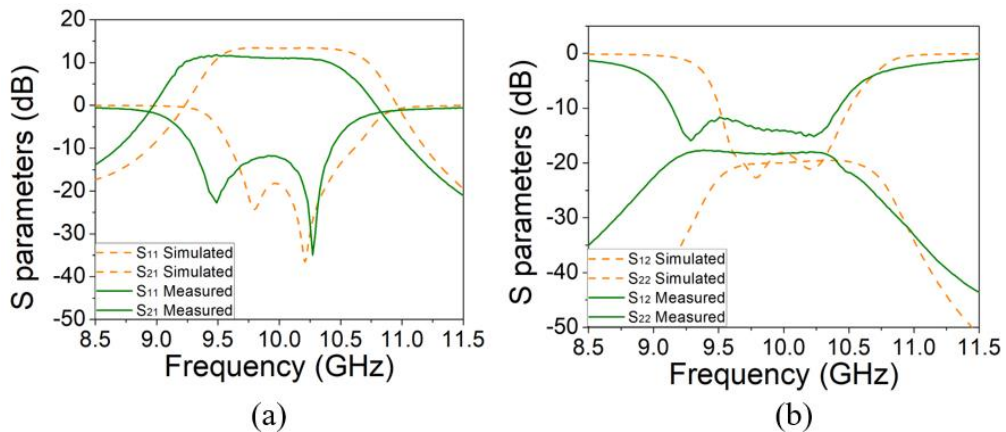 20
10
0
-10
-20
-30
-40
-50
S parameters (dB)
S11 Simulated
S21 Simulated
S11 Measured
S21 Measured
8.5 9.0 9.5 10.0 10.5 11.0 11.5
Frequency (GHz)
(a)
0
-10
-20
-30
-40
-50
S parameters (dB)
S12 Simulated
S22 Simulated
S12 Measured
S22 Measured
8.5 9.0 9.5 10.0 10.5 11.0 11.5
Frequency (GHz)
(b)